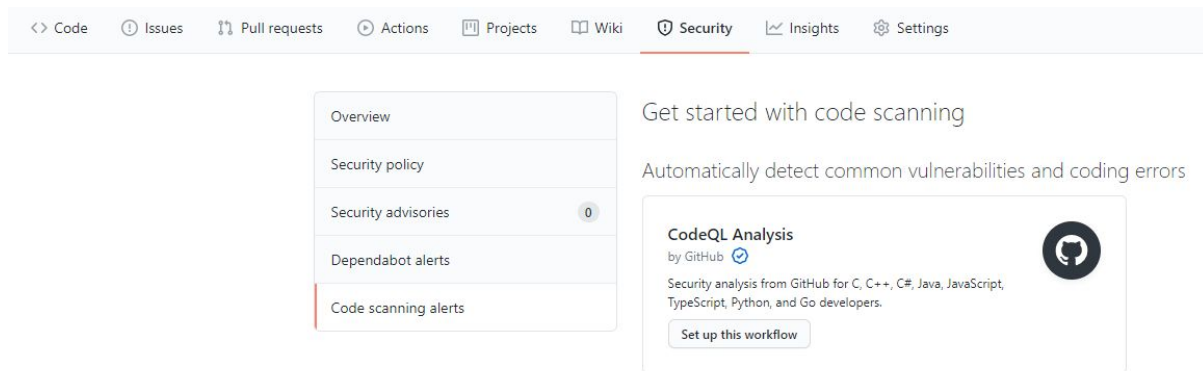 <> Code Issues Pull requests Actions Projects Wiki Security Insights Settings
Overview
Security policy
Security advisories 0
Dependabot alerts
Code scanning alerts
Get started with code scanning
Automatically detect common vulnerabilities and coding errors
CodeQL Analysis
by GitHub
Security analysis from GitHub for C, C++, C#, Java, JavaScript,
TypeScript, Python, and Go developers.
Set up this workflow